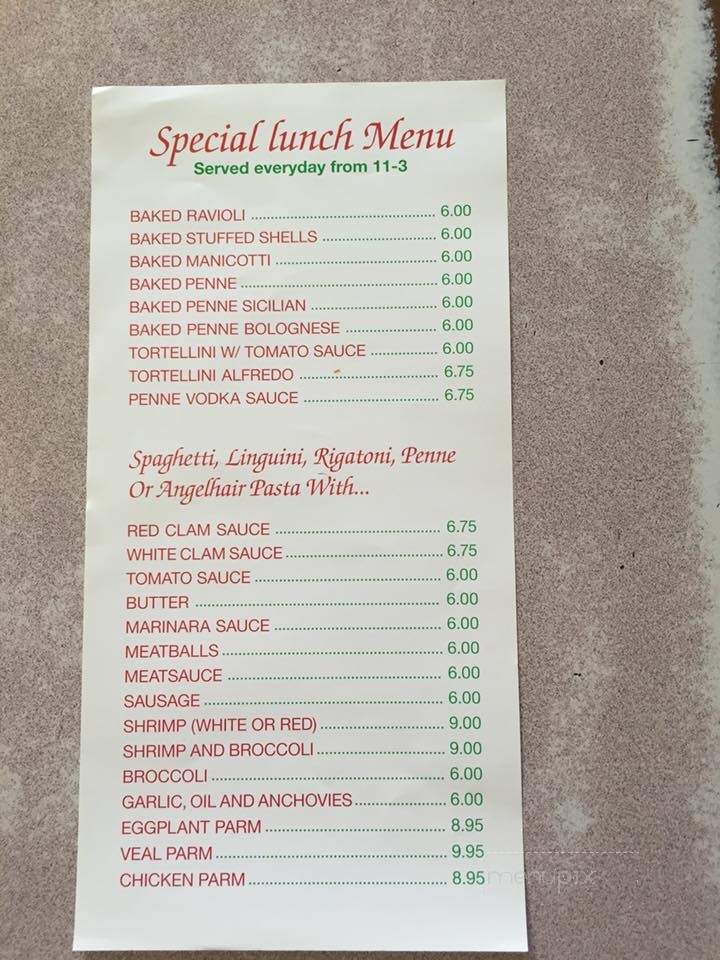 Special lunch Menu
Served everyday from 11-3
BAKED RAVIOLI ........................................ 6.00
BAKED STUFFED SHELLS ........................ 6.00
BAKED MANICOTTI ................................... 6.00
BAKED PENNE .......................................... 6.00
BAKED PENNE SICILIAN ........................... 6.00
BAKED PENNE BOLOGNESE ................... 6.00
TORTELLINI W/ TOMATO SAUCE .............. 6.00
TORTELLINI ALFREDO .............................. 6.75
PENNE VODKA SAUCE ............................. 6.75
Spaghetti, Linguini, Rigatoni, Penne
Or Angelhair Pasta With...
RED CLAM SAUCE ................................... 6.75
WHITE CLAM SAUCE ................................. 6.75
TOMATO SAUCE ........................................ 6.00
BUTTER .................................................... 6.00
MARINARA SAUCE .................................... 6.00
MEATBALLS .............................................. 6.00
MEATSAUCE ............................................. 6.00
SAUSAGE .................................................. 6.00
SHRIMP (WHITE OR RED) .......................... 9.00
SHRIMP AND BROCCOLI ........................... 9.00
BROCCOLI ................................................ 6.00
GARLIC, OIL AND ANCHOVIES ................... 6.00
EGGPLANT PARM ...................................... 8.95
VEAL PARM ............................................... 9.95
CHICKEN PARM ......................................... 8.95
menupix